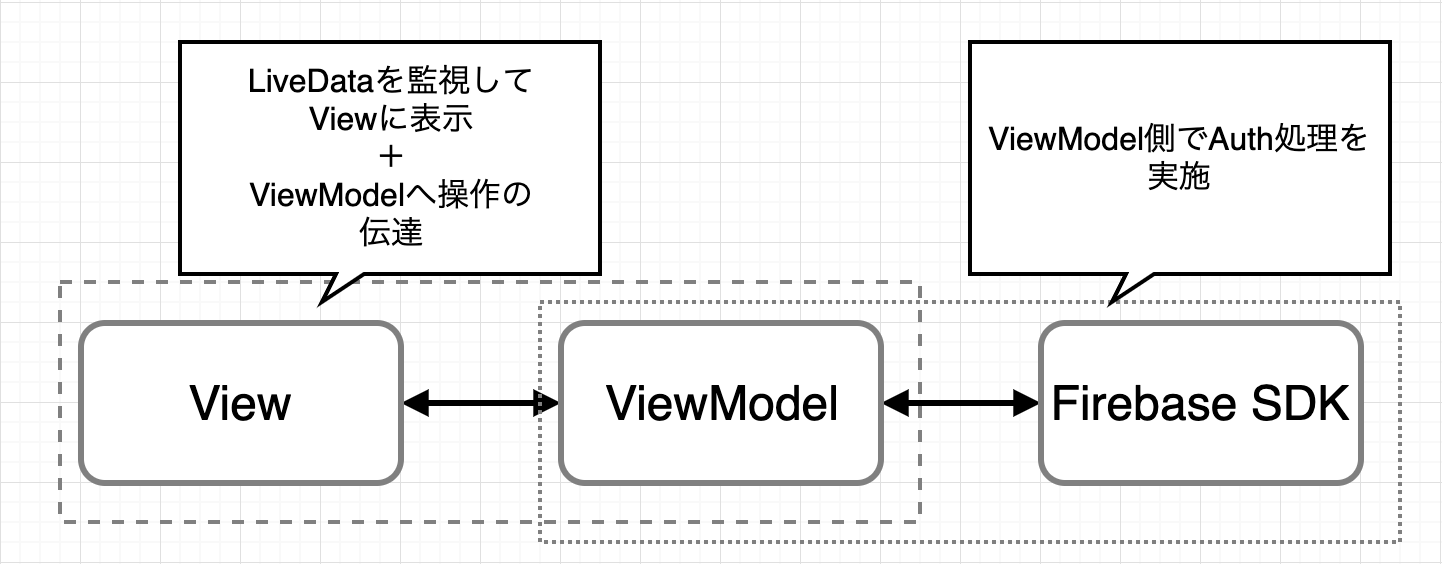 LiveDataを監視して
Viewに表示
＋
ViewModelへ操作の
伝達
ViewModel側でAuth処理を
実施
View
ViewModel
Firebase SDK